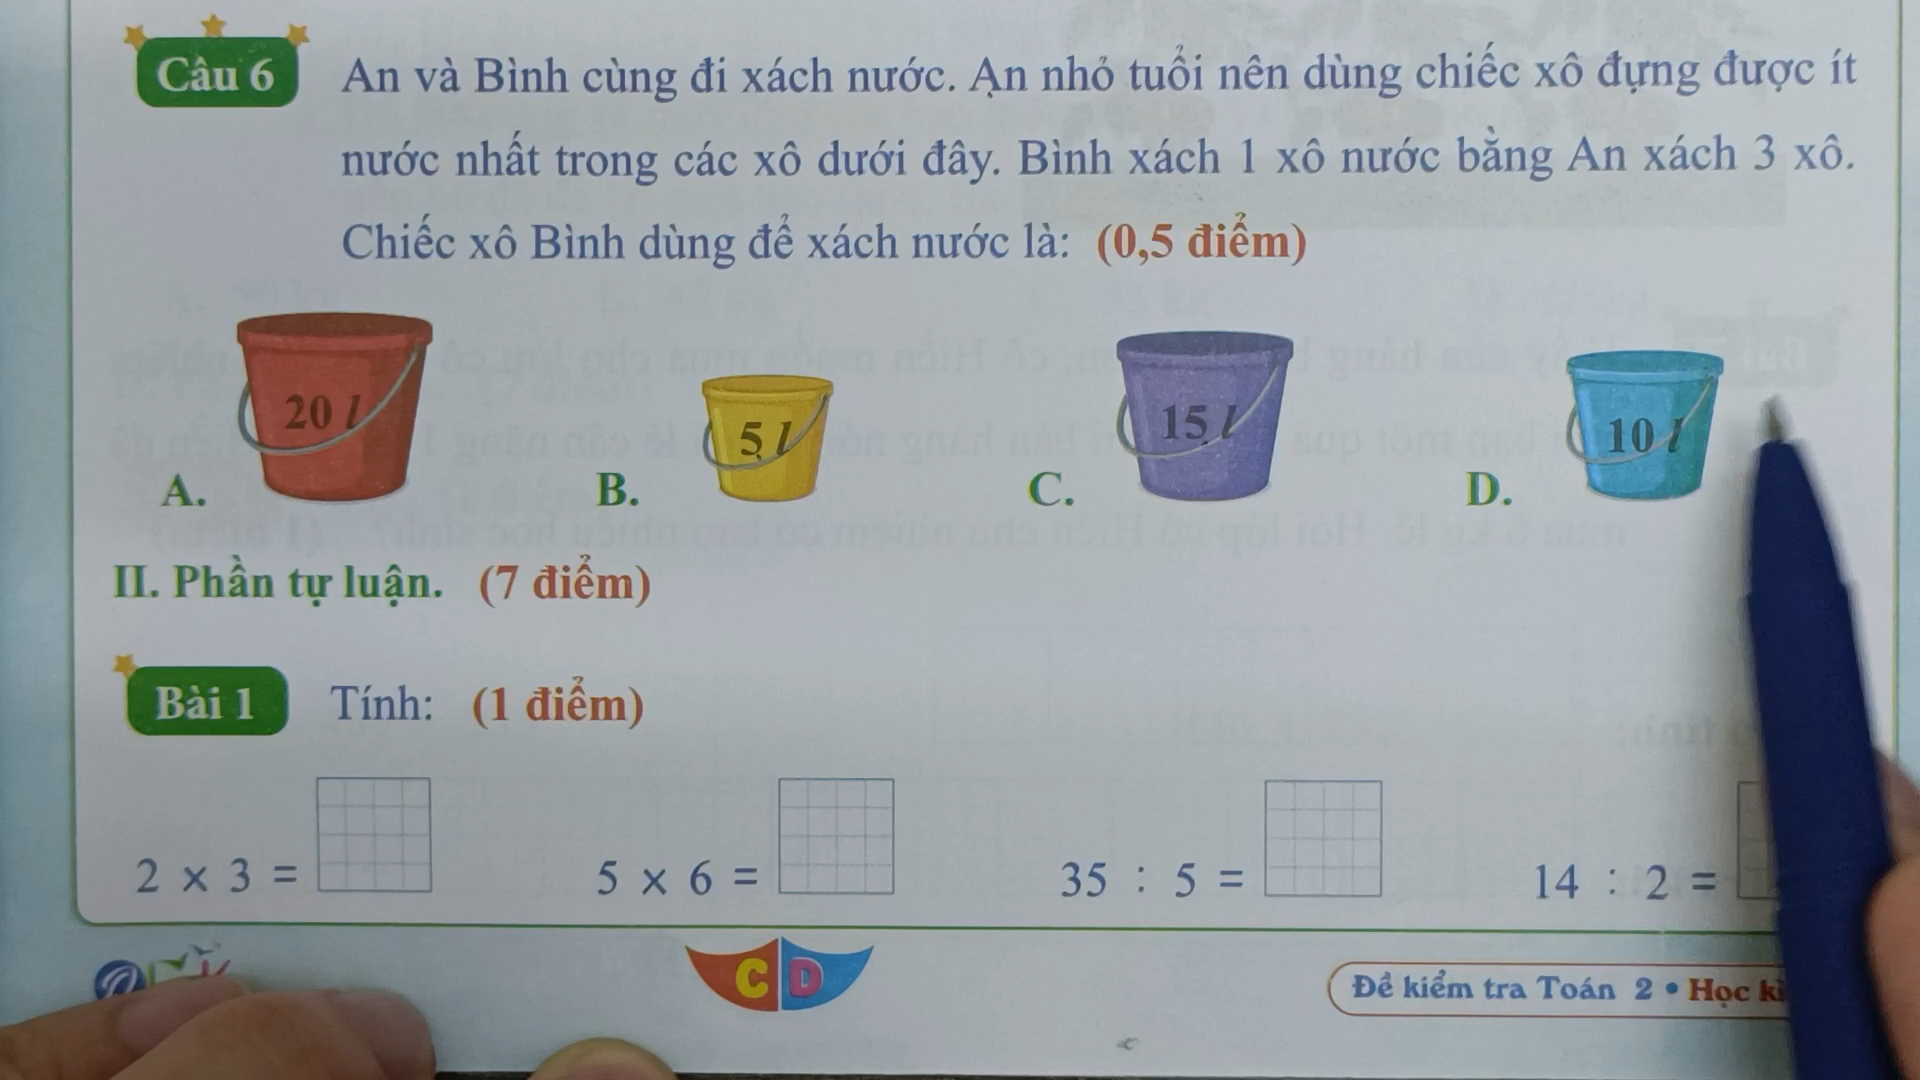 Câu 6 An và Bình cùng đi xách nước. An nhỏ tuổi nên dùng chiếc xô đựng được ít
nước nhất trong các xô dưới đây. Bình xách 1 xô nước bằng An xách 3 xô.
Chiếc xô Bình dùng để xách nước là: (0,5 điểm)
A. 20 l B. 5 l C. 15 l D. 10 l
II. Phần tự luận. (7 điểm)
Bài 1 Tính: (1 điểm)
2 × 3 = 5 × 6 = 35 : 5 = 14 : 2 =
C D
Đề kiểm tra Toán 2 • Học